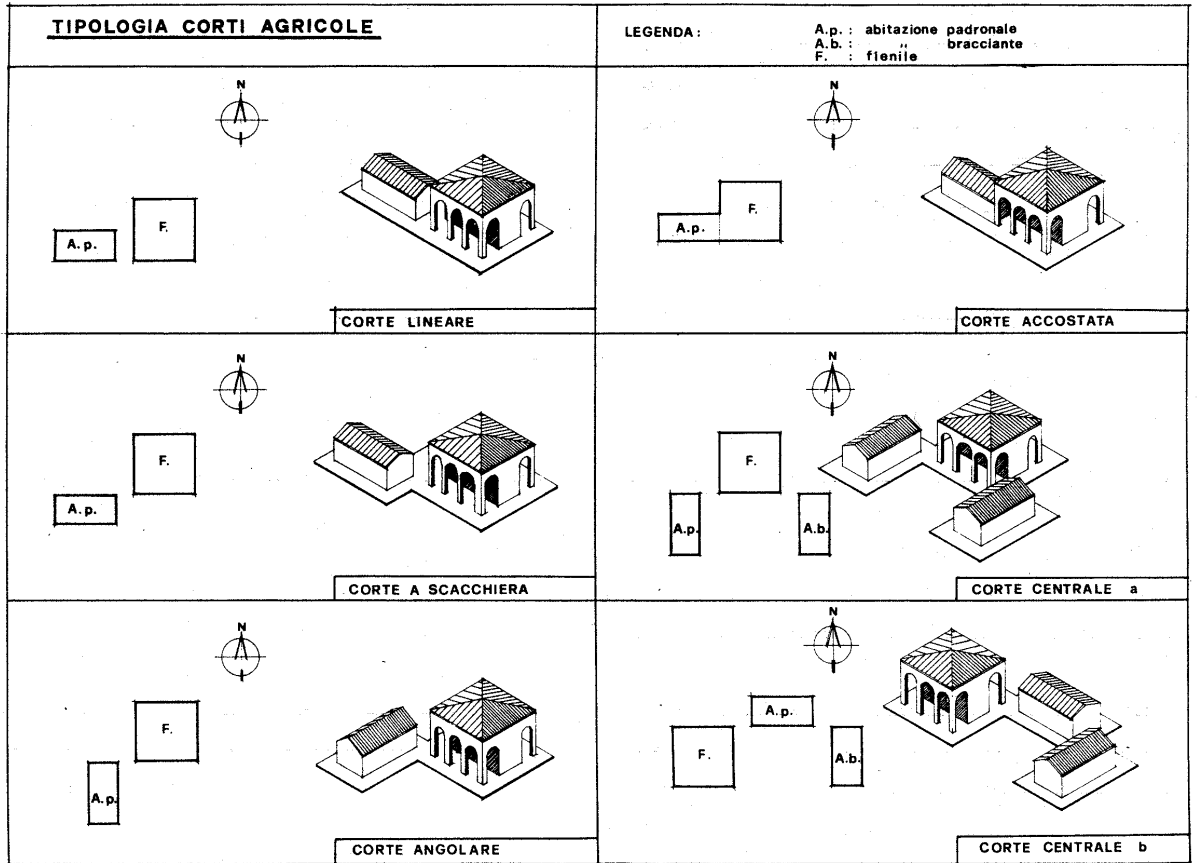 TIPOLOGIA CORTI AGRICOLE
LEGENDA : A.p. : abitazione padronale
A.b. : " bracciante
F. : fienile
N
A.p.
F.
CORTE LINEARE
N
A.p.
F.
CORTE ACCOSTATA
N
F.
A.p.
CORTE A SCACCHIERA
N
F.
A.p.
A.b.
CORTE CENTRALE a
N
F.
A.p.
CORTE ANGOLARE
N
A.p.
F.
A.b.
CORTE CENTRALE b